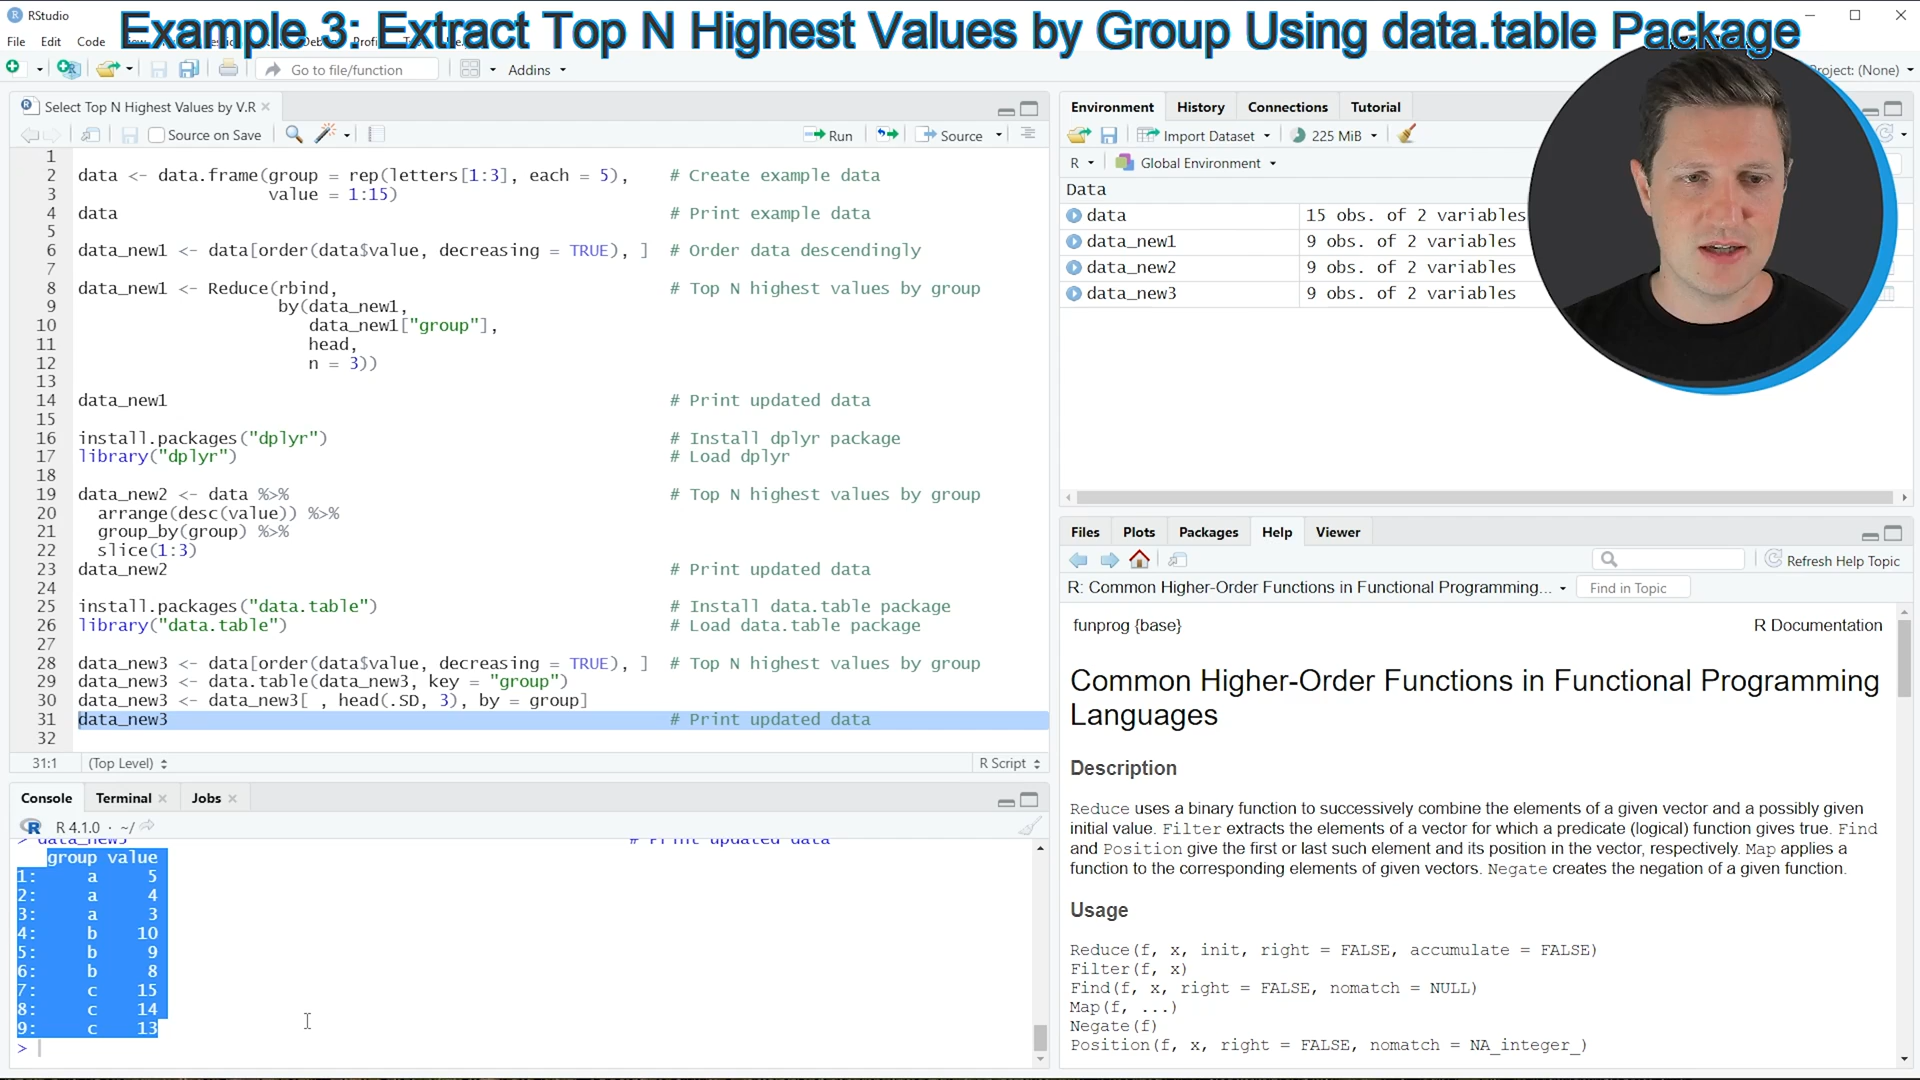 RStudio
Example 3: Extract Top N Highest Values by Group Using data.table Package
File Edit Code
Go to file/function
Addins
Project: (None)
Select Top N Highest Values by V.R
Source on Save
Run
Source
1
2 data <- data.frame(group = rep(letters[1:3], each = 5), # Create example data
3 value = 1:15)
4 data # Print example data
5
6 data_new1 <- data[order(data$value, decreasing = TRUE), ] # Order data descendingly
7
8 data_new1 <- Reduce(rbind, # Top N highest values by group
9 by(data_new1,
10 data_new1["group"],
11 head,
12 n = 3))
13
14 data_new1 # Print updated data
15
16 install.packages("dplyr") # Install dplyr package
17 library("dplyr") # Load dplyr
18
19 data_new2 <- data %>% # Top N highest values by group
20 arrange(desc(value)) %>%
21 group_by(group) %>%
22 slice(1:3)
23 data_new2 # Print updated data
24
25 install.packages("data.table") # Install data.table package
26 library("data.table") # Load data.table package
27
28 data_new3 <- data[order(data$value, decreasing = TRUE), ] # Top N highest values by group
29 data_new3 <- data.table(data_new3, key = "group")
30 data_new3 <- data_new3[ , head(.SD, 3), by = group]
31 data_new3 # Print updated data
32
31:1 (Top Level) R Script
Console Terminal Jobs
R 4.1.0 · ~/
> data_new3 # Print updated data
group value
1: a 5
2: a 4
3: a 3
4: b 10
5: b 9
6: b 8
7: c 15
8: c 14
9: c 13
>
Environment History Connections Tutorial
Import Dataset 225 MiB
R Global Environment
Data
data 15 obs. of 2 variables
data_new1 9 obs. of 2 variables
data_new2 9 obs. of 2 variables
data_new3 9 obs. of 2 variables
Files Plots Packages Help Viewer
Refresh Help Topic
R: Common Higher-Order Functions in Functional Programming... Find in Topic
funprog {base} R Documentation
Common Higher-Order Functions in Functional Programming
Languages
Description
Reduce uses a binary function to successively combine the elements of a given vector and a possibly given
initial value. Filter extracts the elements of a vector for which a predicate (logical) function gives true. Find
and Position give the first or last such element and its position in the vector, respectively. Map applies a
function to the corresponding elements of given vectors. Negate creates the negation of a given function.
Usage
Reduce(f, x, init, right = FALSE, accumulate = FALSE)
Filter(f, x)
Find(f, x, right = FALSE, nomatch = NULL)
Map(f, ...)
Negate(f)
Position(f, x, right = FALSE, nomatch = NA_integer_)